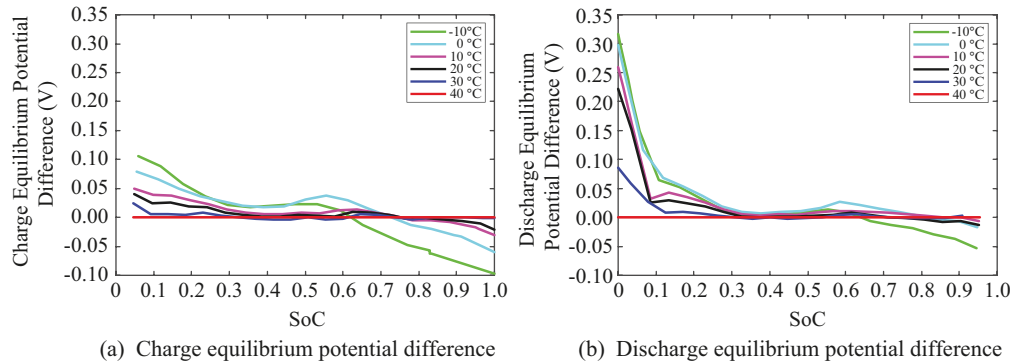 0.35
0.30
0.25
0.20
0.15
0.10
0.05
0.00
-0.05
-0.10
0
0.1
0.2
0.3
0.4
0.5
0.6
0.7
0.8
0.9
1.0
Charge Equilibrium Potential
Difference (V)
SoC
-10°C
0 °C
10 °C
20 °C
30 °C
40 °C
(a) Charge equilibrium potential difference
0.35
0.30
0.25
0.20
0.15
0.10
0.05
0.00
-0.05
-0.10
0
0.1
0.2
0.3
0.4
0.5
0.6
0.7
0.8
0.9
1.0
Discharge Equilibrium
Potential Difference (V)
SoC
-10°C
0 °C
10 °C
20 °C
30 °C
40 °C
(b) Discharge equilibrium potential difference